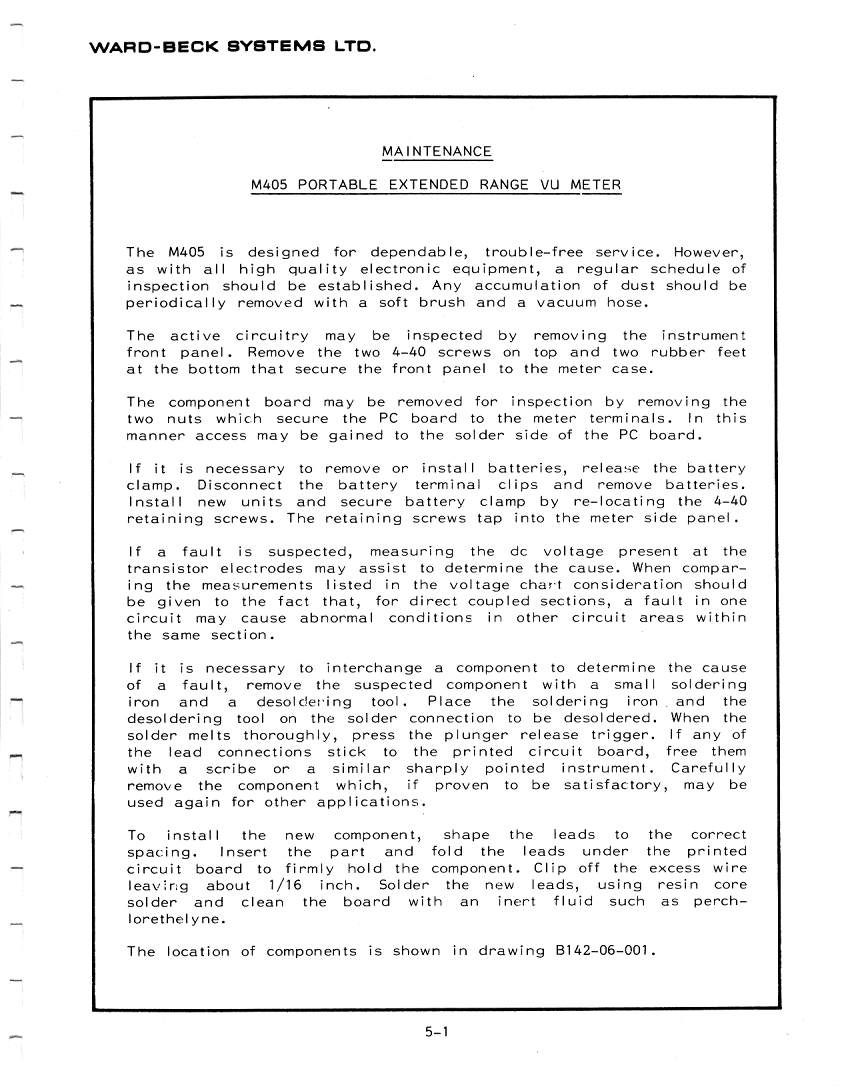 WARD-BECK SYSTEMS LTD.
MAINTENANCE
M405 PORTABLE EXTENDED RANGE VU METER
The M405 is designed for dependable, trouble-free service. However,
as with all high quality electronic equipment, a regular schedule of
inspection should be established. Any accumulation of dust should be
periodically removed with a soft brush and a vacuum hose.
The active circuitry may be inspected by removing the instrument
front panel. Remove the two 4-40 screws on top and two rubber feet
at the bottom that secure the front panel to the meter case.
The component board may be removed for inspection by removing the
two nuts which secure the PC board to the meter terminals. In this
manner access may be gained to the solder side of the PC board.
If it is necessary to remove or install batteries, release the battery
clamp. Disconnect the battery terminal clips and remove batteries.
Install new units and secure battery clamp by re-locating the 4-40
retaining screws. The retaining screws tap into the meter side panel.
If a fault is suspected, measuring the dc voltage present at the
transistor electrodes may assist to determine the cause. When compar-
ing the measurements listed in the voltage chart consideration should
be given to the fact that, for direct coupled sections, a fault in one
circuit may cause abnormal conditions in other circuit areas within
the same section.
If it is necessary to interchange a component to determine the cause
of a fault, remove the suspected component with a small soldering
iron and a desoldering tool. Place the soldering iron and the
desoldering tool on the solder connection to be desoldered. When the
solder melts thoroughly, press the plunger release trigger. If any of
the lead connections stick to the printed circuit board, free them
with a scribe or a similar sharply pointed instrument. Carefully
remove the component which, if proven to be satisfactory, may be
used again for other applications.
To install the new component, shape the leads to the correct
spacing. Insert the part and fold the leads under the printed
circuit board to firmly hold the component. Clip off the excess wire
leaving about 1/16 inch. Solder the new leads, using resin core
solder and clean the board with an inert fluid such as perch-
lorethelyne.
The location of components is shown in drawing B142-06-001.
5-1